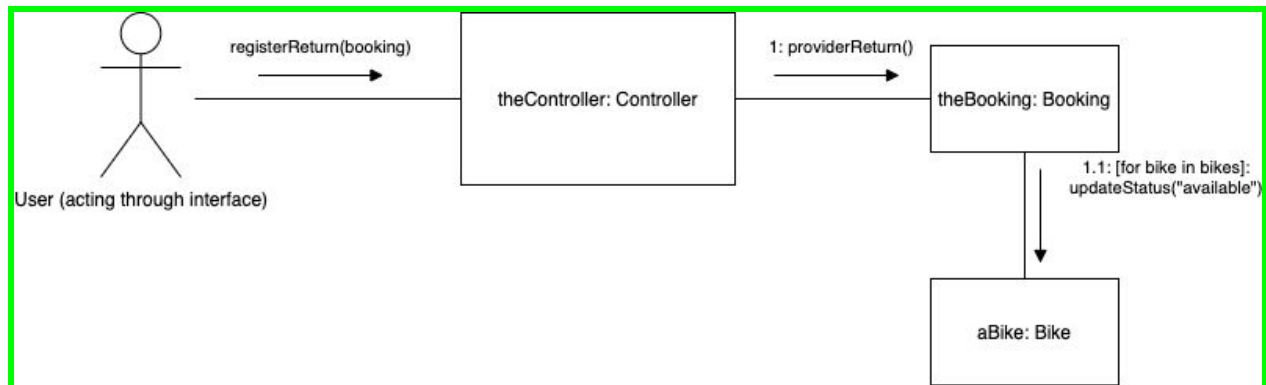 registerReturn(booking)
1: providerReturn()
theController: Controller
theBooking: Booking
1.1: [for bike in bikes]:
updateStatus("available")
User (acting through interface)
aBike: Bike